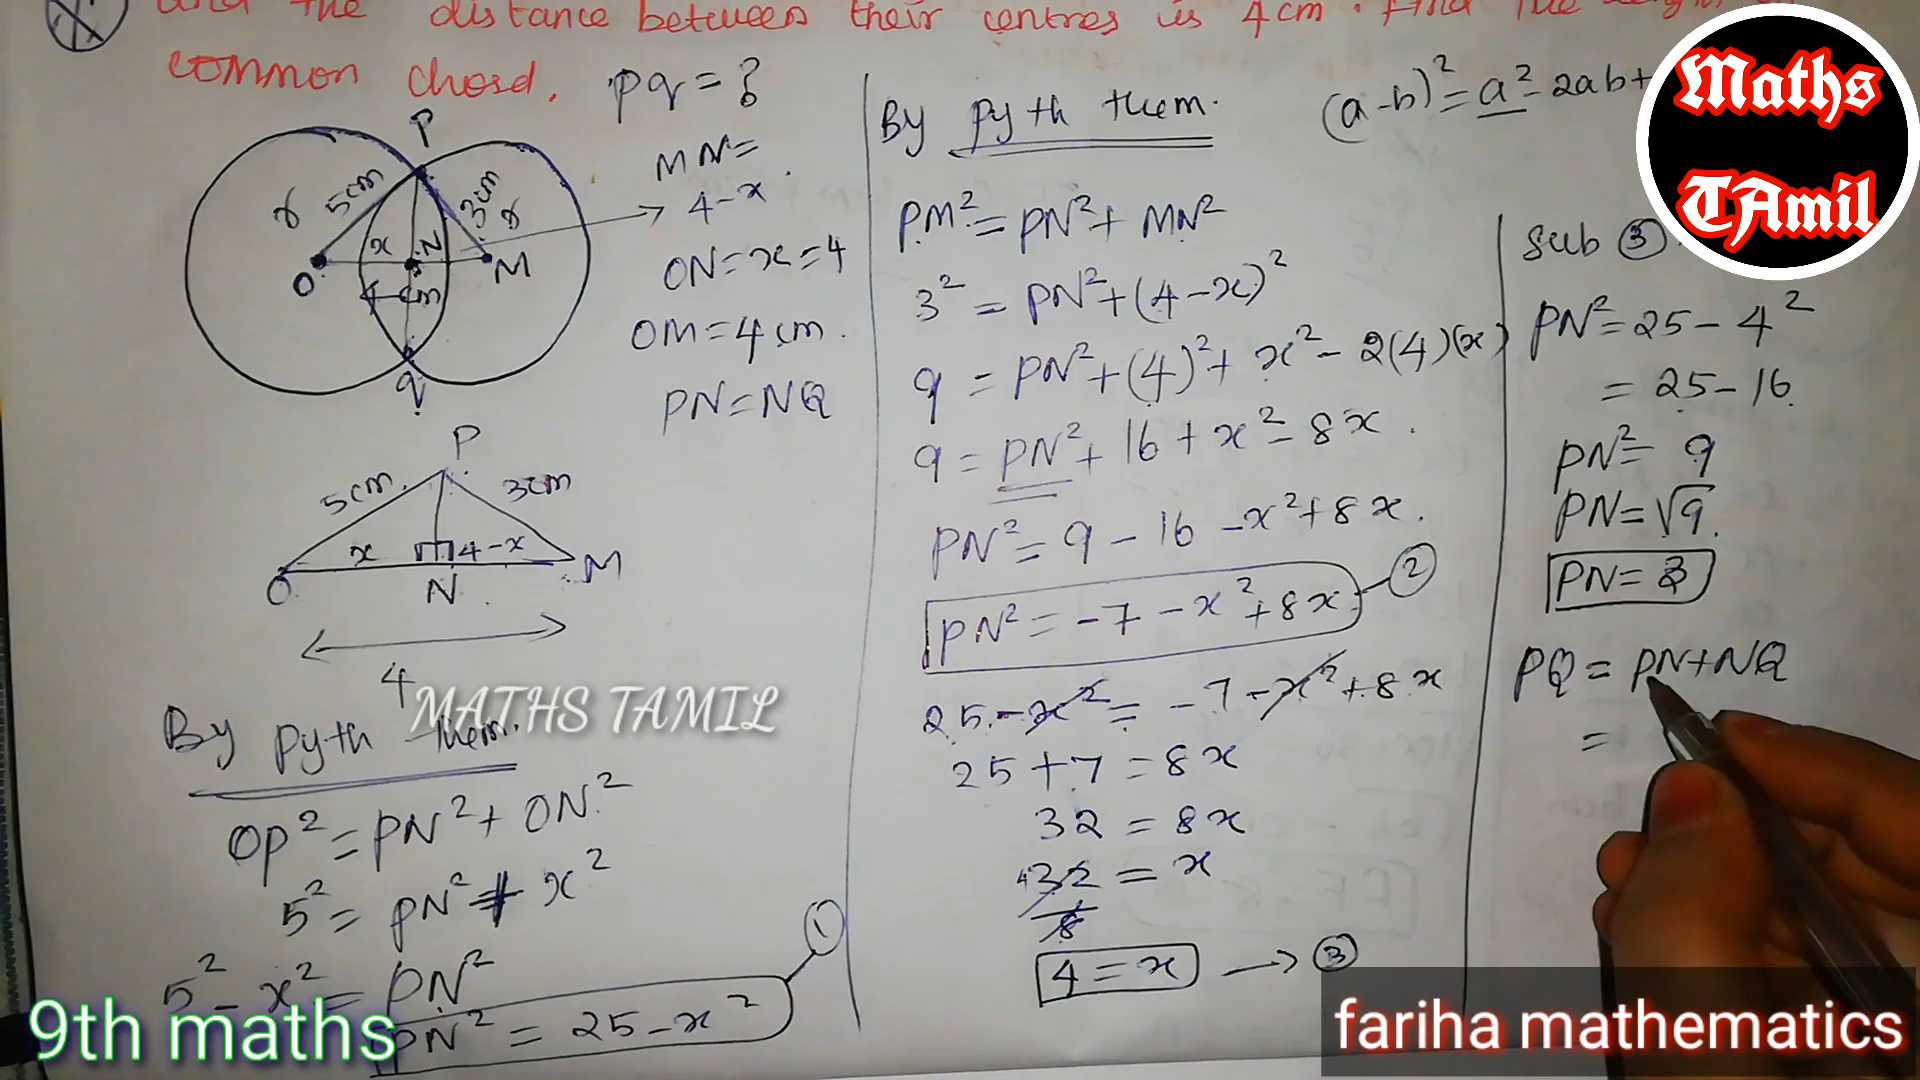 and the distance between their centres is 4cm. Find the length of
common chord. pq = ?
P
5cm
3cm
r
r
x
N
O
M
4cm
q
MN=
4-x
ON=x=4
OM=4cm.
PN=NQ
P
5cm.
3cm
x
4-x
O
N
M
4
By Pyth them.
OP²=PN²+ON²
5²=PN²+x²
5²-x²=PN²
PN²=25-x²
1
By Pyth them.
(a-b)²=a²-2ab+
PM²=PN²+MN²
3²=PN²+(4-x)²
9=PN²+(4)²+x²-2(4)(x)
9=PN²+16+x²-8x.
PN²=9-16-x²+8x.
PN²=-7-x²+8x
2
25-x²=-7-x²+8x
25+7=8x
32=8x
4 32/8=x
4=x → 3
Sub 3
PN²=25-4²
=25-16
PN²=9
PN=√9.
PN=3
PQ=PN+NQ
=
Maths
TAmil
MATHS TAMIL
9th maths
fariha mathematics